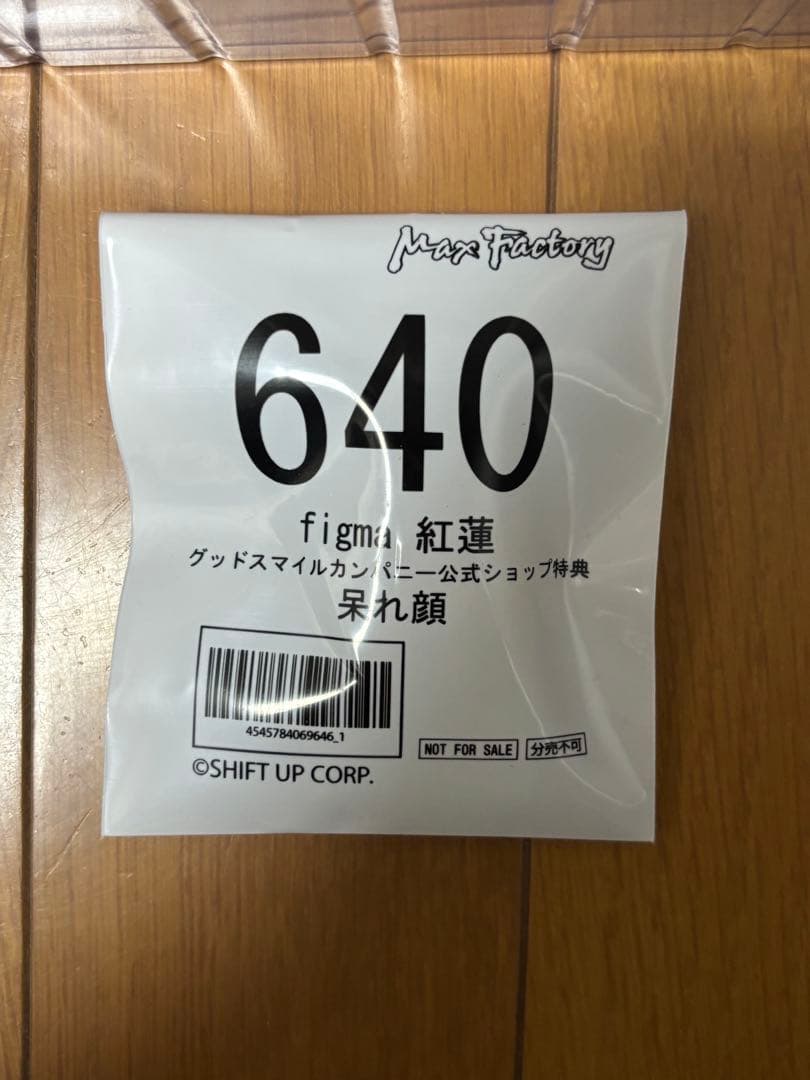 Max Factory
640
figma 紅蓮
グッドスマイルカンパニー公式ショップ特典
呆れ顔
4545784069646_1
NOT FOR SALE 分売不可
©SHIFT UP CORP.